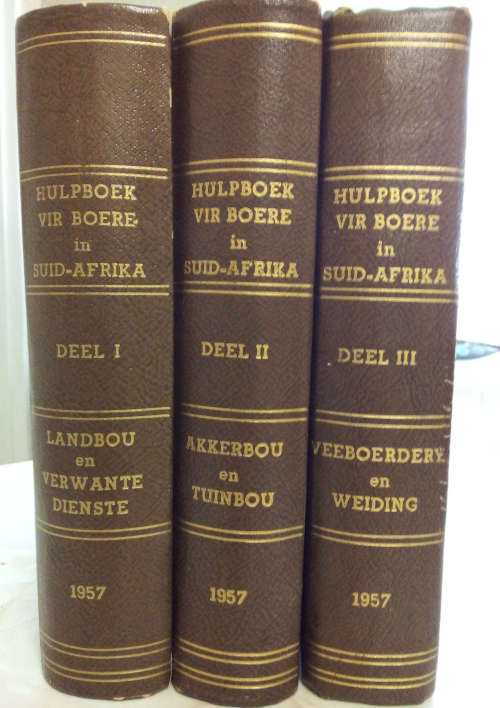 HULPBOEK
VIR BOERE
in
SUID-AFRIKA
DEEL I
LANDBOU
en
VERWANTE
DIENSTE
1957
HULPBOEK
VIR BOERE
in
SUID-AFRIKA
DEEL II
AKKERBOU
en
TUINBOU
1957
HULPBOEK
VIR BOERE
in
SUID-AFRIKA
DEEL III
VEEBOERDERY
en
WEIDING
1957